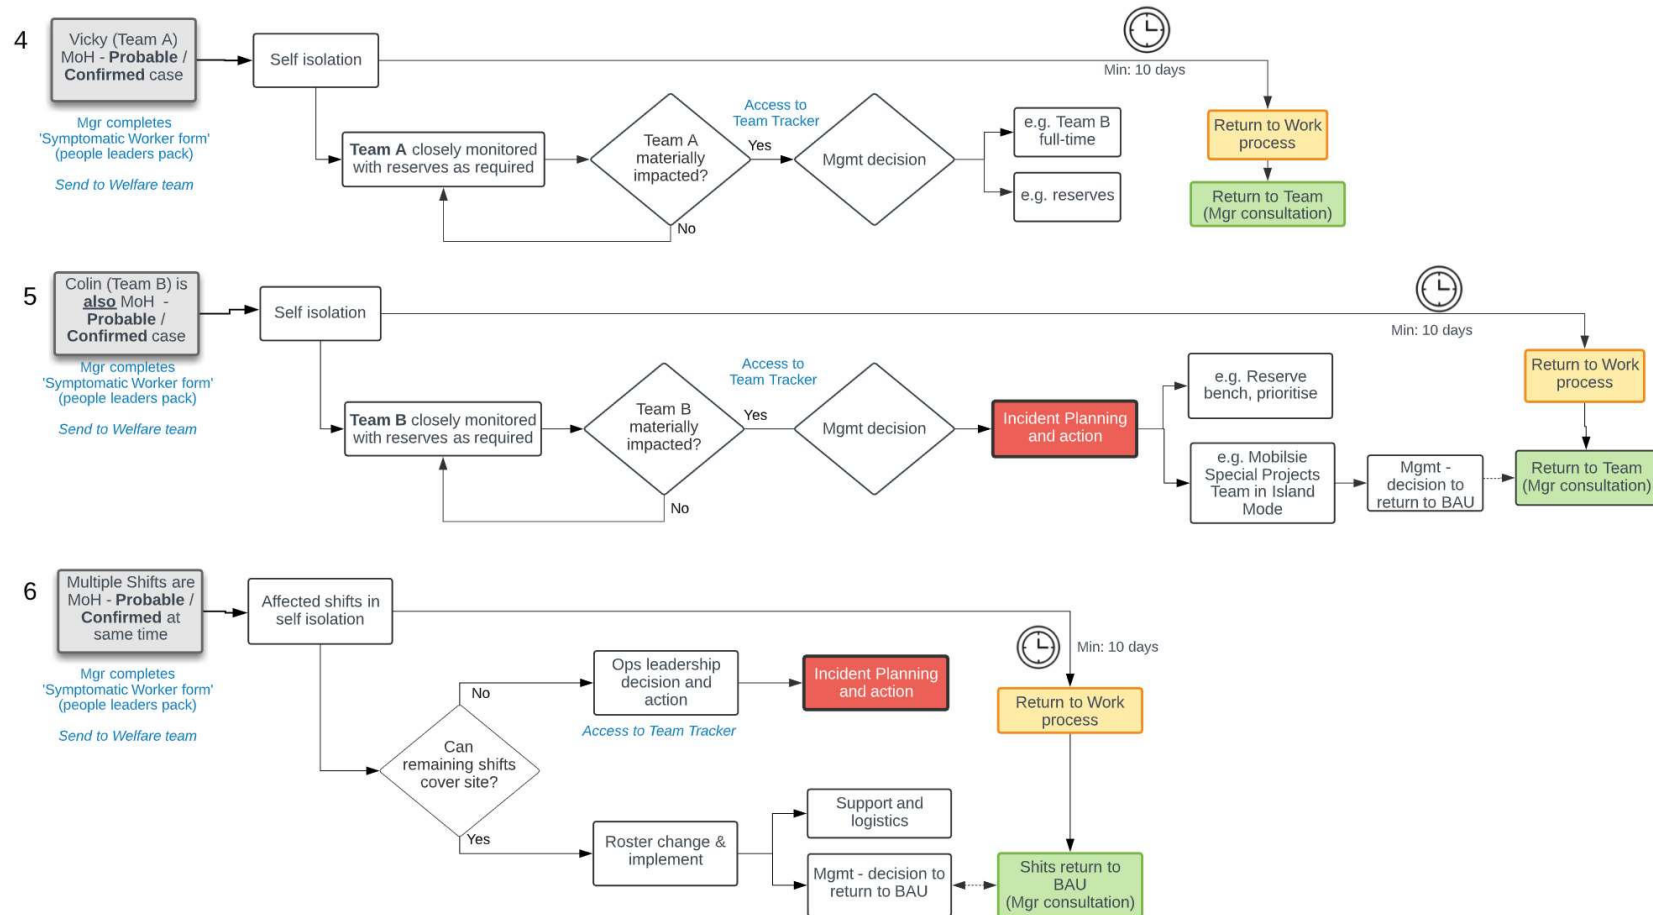 4
Vicky (Team A)
MoH - Probable /
Confirmed case
Mgr completes
'Symptomatic Worker form'
(people leaders pack)
Send to Welfare team
Self isolation
Min: 10 days
Team A closely monitored
with reserves as required
Team A
materially
impacted?
No
Yes
Access to
Team Tracker
Mgmt decision
e.g. Team B
full-time
e.g. reserves
Return to Work
process
Return to Team
(Mgr consultation)
5
Colin (Team B) is
also MoH -
Probable /
Confirmed case
Mgr completes
'Symptomatic Worker form'
(people leaders pack)
Send to Welfare team
Self isolation
Min: 10 days
Team B closely monitored
with reserves as required
Team B
materially
impacted?
No
Yes
Access to
Team Tracker
Mgmt decision
Incident Planning
and action
e.g. Reserve
bench, prioritise
e.g. Mobilsie
Special Projects
Team in Island
Mode
Mgmt -
decision to
return to BAU
Return to Work
process
Return to Team
(Mgr consultation)
6
Multiple Shifts are
MoH - Probable /
Confirmed at
same time
Mgr completes
'Symptomatic Worker form'
(people leaders pack)
Send to Welfare team
Affected shifts in
self isolation
Min: 10 days
Can
remaining shifts
cover site?
No
Ops leadership
decision and
action
Access to Team Tracker
Incident Planning
and action
Yes
Roster change &
implement
Support and
logistics
Mgmt - decision to
return to BAU
Return to Work
process
Shits return to
BAU
(Mgr consultation)